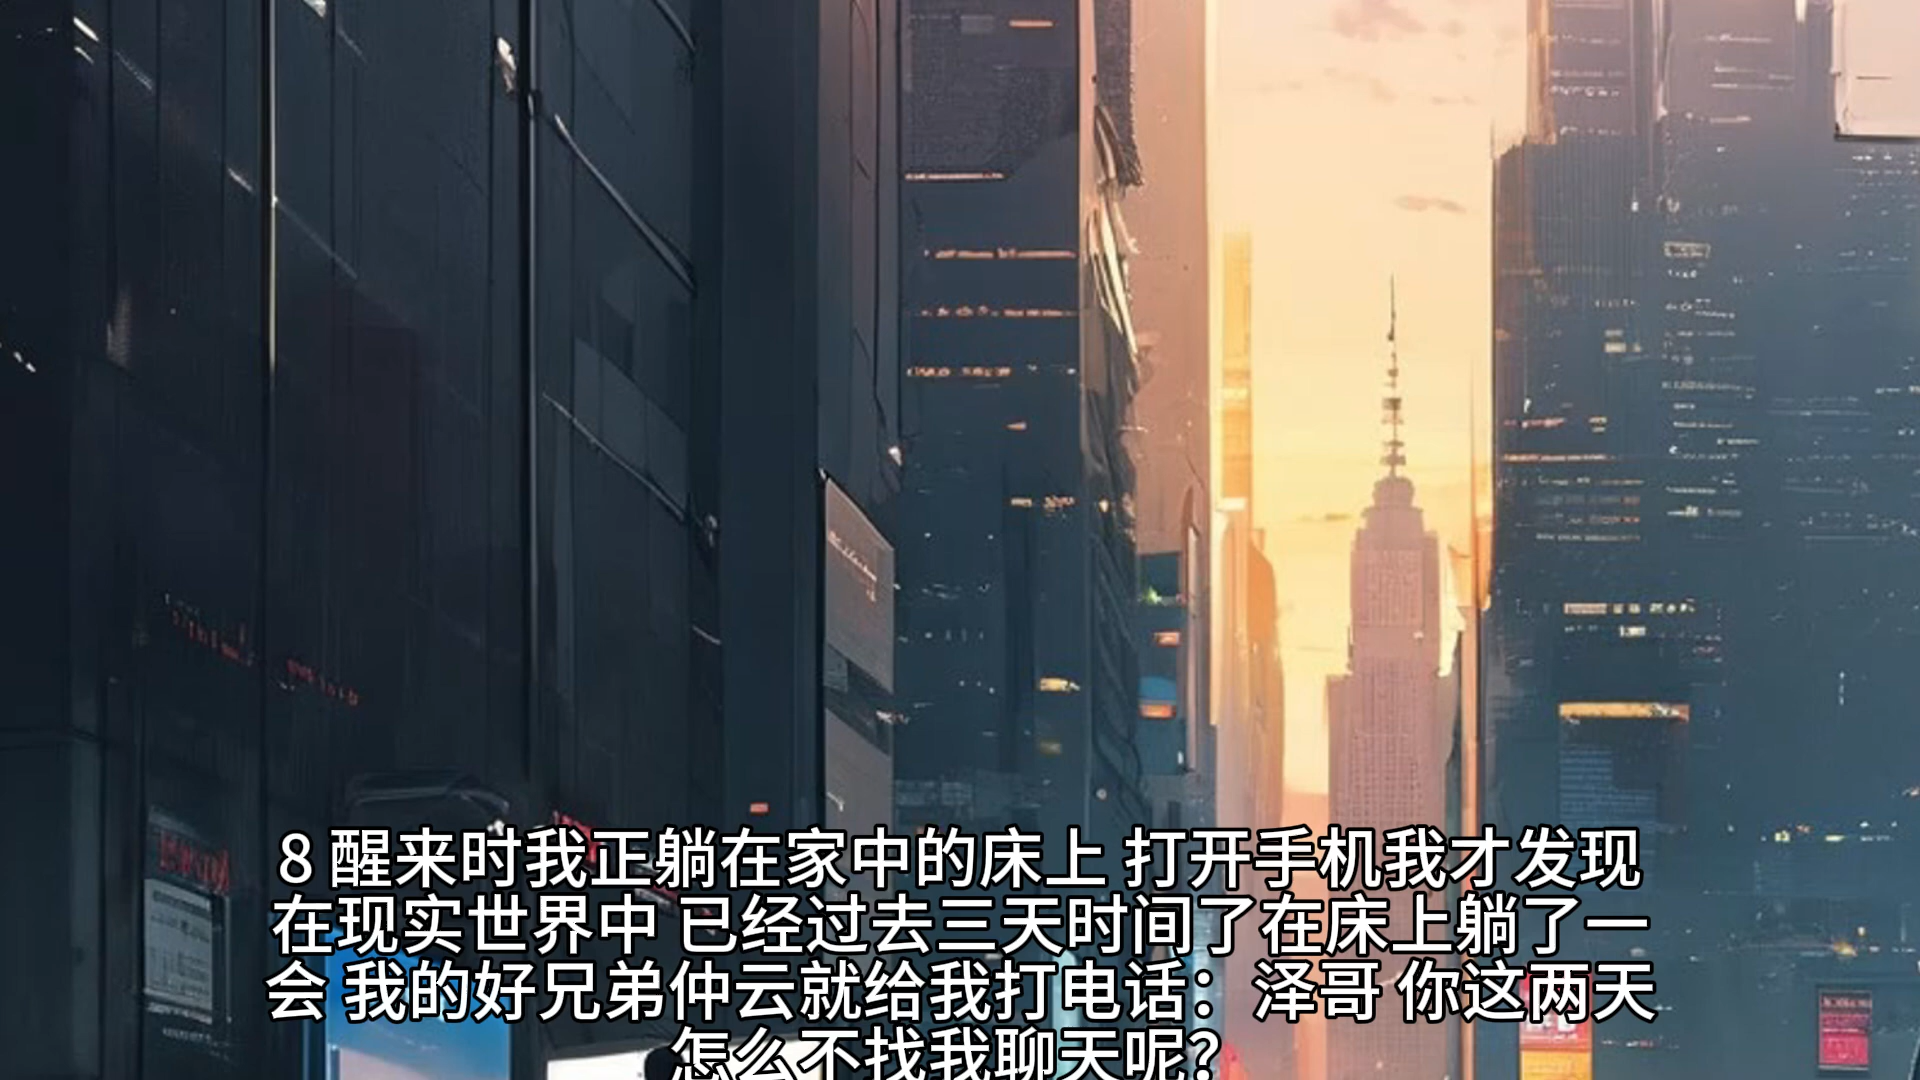 8 醒来时我正躺在家中的床上 打开手机我才发现
在现实世界中 已经过去三天时间了在床上躺了一
会 我的好兄弟仲云就给我打电话：泽哥 你这两天
怎么不找我聊天呢？